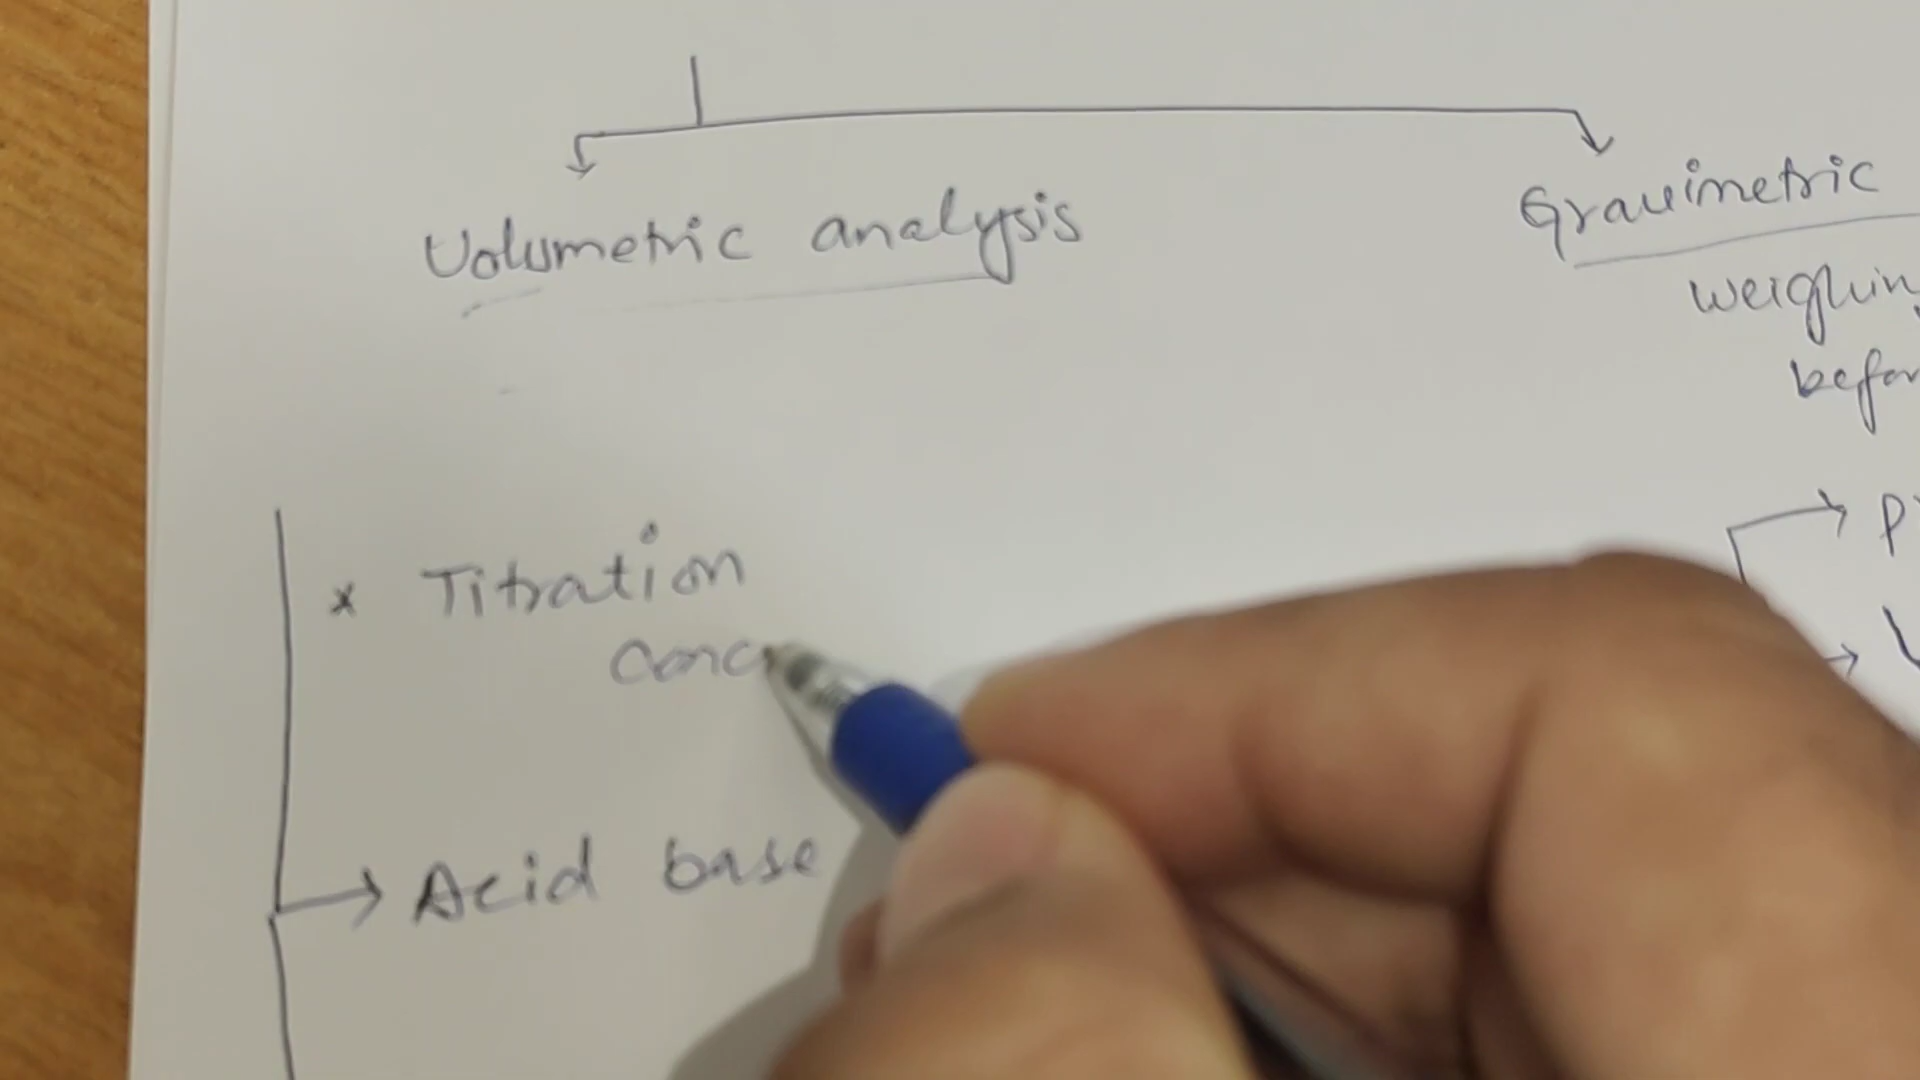 Volumetric analysis
Gravimetric
weighin
befor
* Titration
conc
Acid base